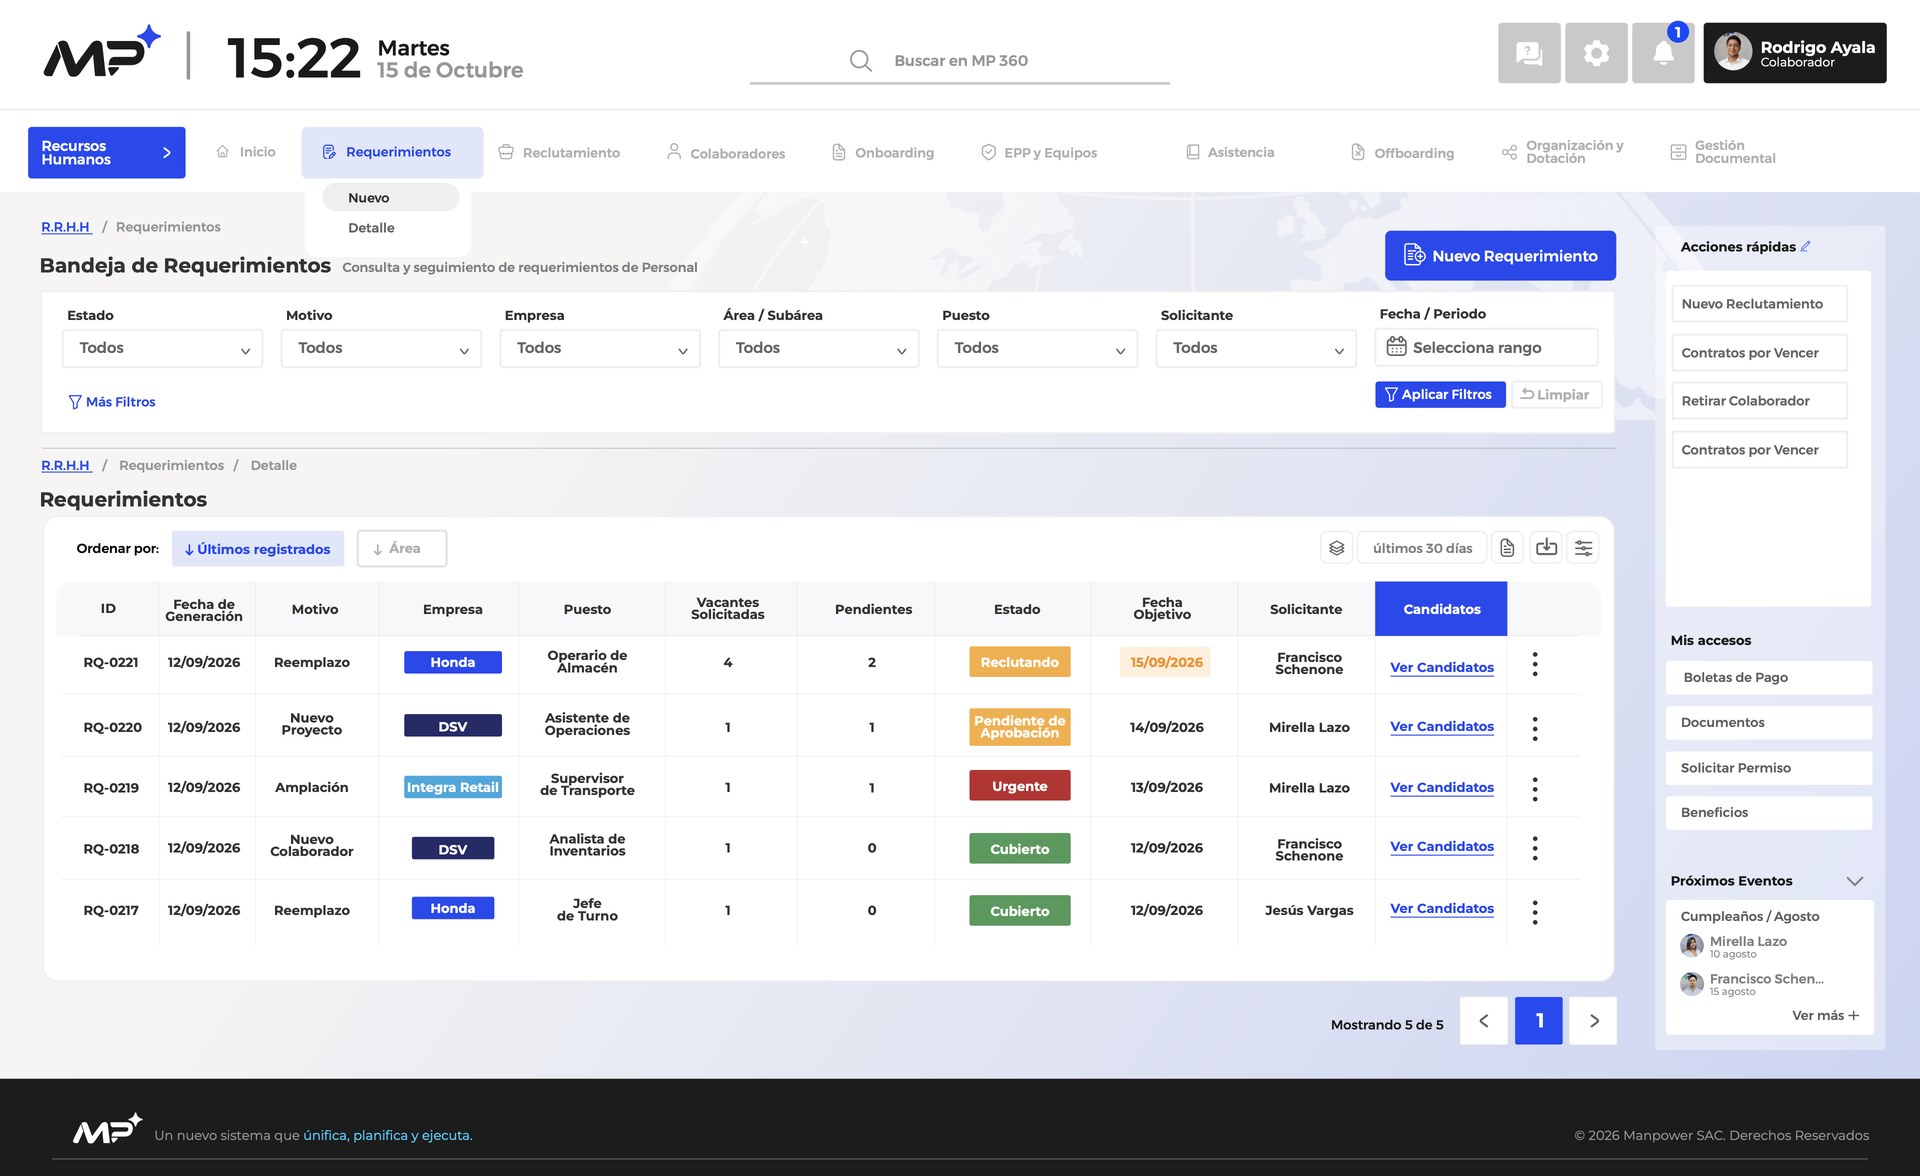 MP
15:22
Martes
15 de Octubre
Buscar en MP 360
1
Rodrigo Ayala
Colaborador
Recursos
Humanos
Inicio
Requerimientos
Reclutamiento
Colaboradores
Onboarding
EPP y Equipos
Asistencia
Offboarding
Organización y
Dotación
Gestión
Documental
Nuevo
Detalle
R.R.H.H / Requerimientos
Bandeja de Requerimientos
Consulta y seguimiento de requerimientos de Personal
Nuevo Requerimiento
Estado
Motivo
Empresa
Área / Subárea
Puesto
Solicitante
Fecha / Periodo
Todos
Todos
Todos
Todos
Todos
Todos
Selecciona rango
Más Filtros
Aplicar Filtros
Limpiar
R.R.H.H / Requerimientos / Detalle
Requerimientos
Ordenar por:
Últimos registrados
Área
últimos 30 días
ID
Fecha de
Generación
Motivo
Empresa
Puesto
Vacantes
Solicitadas
Pendientes
Estado
Fecha
Objetivo
Solicitante
Candidatos
RQ-0221
12/09/2026
Reemplazo
Honda
Operario de
Almacén
4
2
Reclutando
15/09/2026
Francisco
Schenone
Ver Candidatos
RQ-0220
12/09/2026
Nuevo
Proyecto
DSV
Asistente de
Operaciones
1
1
Pendiente de
Aprobación
14/09/2026
Mirella Lazo
Ver Candidatos
RQ-0219
12/09/2026
Amplación
Integra Retail
Supervisor
de Transporte
1
1
Urgente
13/09/2026
Mirella Lazo
Ver Candidatos
RQ-0218
12/09/2026
Nuevo
Colaborador
DSV
Analista de
Inventarios
1
0
Cubierto
12/09/2026
Francisco
Schenone
Ver Candidatos
RQ-0217
12/09/2026
Reemplazo
Honda
Jefe
de Turno
1
0
Cubierto
12/09/2026
Jesús Vargas
Ver Candidatos
Mostrando 5 de 5
<
1
>
Acciones rápidas
Nuevo Reclutamiento
Contratos por Vencer
Retirar Colaborador
Contratos por Vencer
Mis accesos
Boletas de Pago
Documentos
Solicitar Permiso
Beneficios
Próximos Eventos
Cumpleaños / Agosto
Mirella Lazo
10 agosto
Francisco Schen...
15 agosto
Ver más +
MP
Un nuevo sistema que únifica, planifica y ejecuta.
© 2026 Manpower SAC. Derechos Reservados